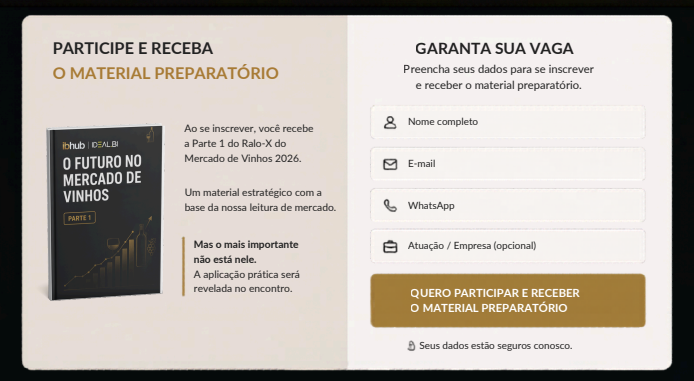 PARTICIPE E RECEBA
O MATERIAL PREPARATÓRIO
ibhub | IDEAL.BI
O FUTURO NO
MERCADO DE
VINHOS
PARTE 1
Ao se inscrever, você recebe
a Parte 1 do Ralo-X do
Mercado de Vinhos 2026.
Um material estratégico com a
base da nossa leitura de mercado.
Mas o mais importante
não está nele.
A aplicação prática será
revelada no encontro.
GARANTA SUA VAGA
Preencha seus dados para se inscrever
e receber o material preparatório.
Nome completo
E-mail
WhatsApp
Atuação / Empresa (opcional)
QUERO PARTICIPAR E RECEBER
O MATERIAL PREPARATÓRIO
Seus dados estão seguros conosco.